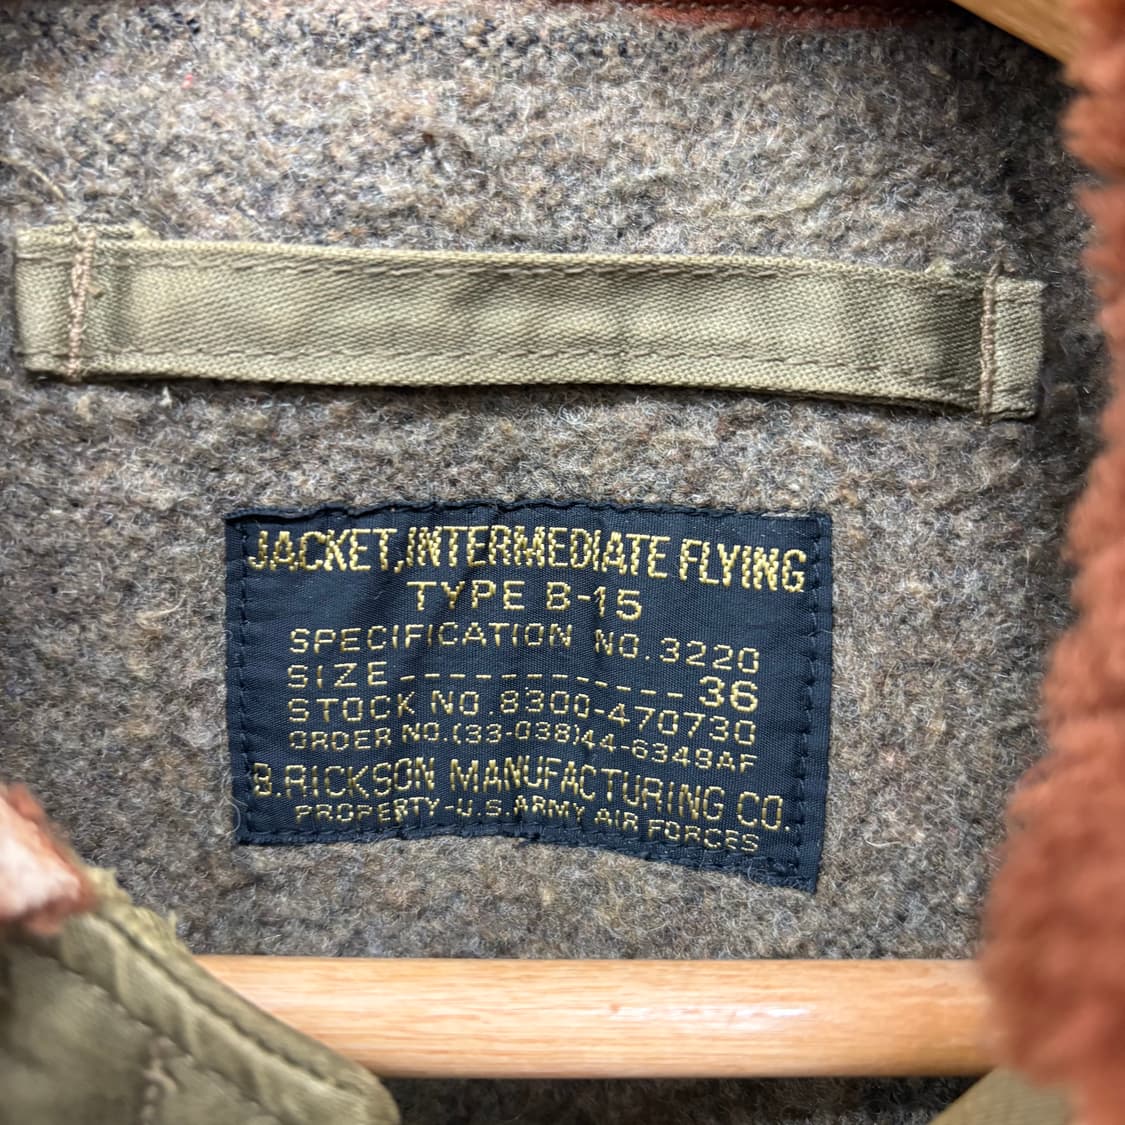 JACKET, INTERMEDIATE FLYING
TYPE B-15
SPECIFICATION NO.3220
SIZE ------------- 36
STOCK NO.8300-470730
ORDER NO.(33-038)44-6349AF
B.RICKSON MANUFACTURING CO.
PROPERTY-U.S.ARMY AIR FORCES